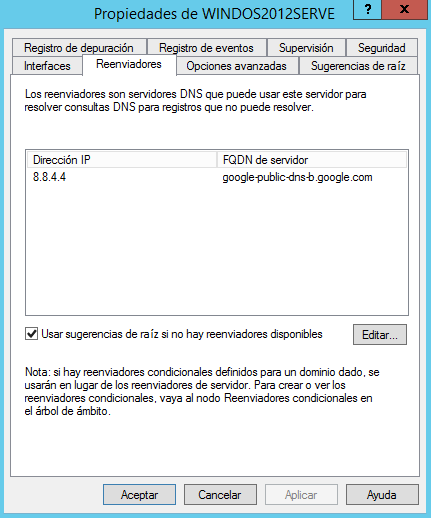 Propiedades de WINDOS2012SERVE
?
x
Registro de depuración
Registro de eventos
Supervisión
Seguridad
Interfaces
Reenviadores
Opciones avanzadas
Sugerencias de raíz
Los reenviadores son servidores DNS que puede usar este servidor para
resolver consultas DNS para registros que no puede resolver.
Dirección IP
FQDN de servidor
8.8.4.4
google-public-dns-b.google.com
Usar sugerencias de raíz si no hay reenviadores disponibles
Editar...
Nota: si hay reenviadores condicionales definidos para un dominio dado, se
usarán en lugar de los reenviadores de servidor. Para crear o ver los
reenviadores condicionales, vaya al nodo Reenviadores condicionales en
el árbol de ámbito.
Aceptar
Cancelar
Aplicar
Ayuda